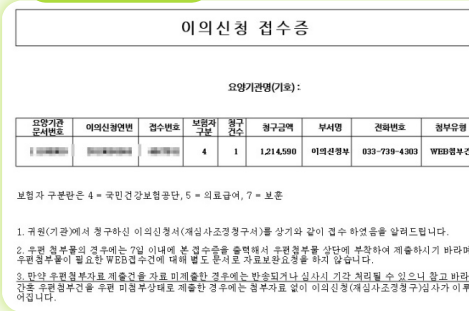 이의신청 접수증
요양기관명(기호) :
요양기관 문서번호 이의신청연번 접수번호 보험자 구분 청구 건수 청구금액 부서명 전화번호 첨부유형
4 1 1,214,590 이의신청부 033-739-4303 WEB첨부건
보험자 구분란은 4 = 국민건강보험공단, 5 = 의료급여, 7 = 보훈
1. 귀원(기관)에서 청구하신 이의신청서(재심사조정청구서)를 상기와 같이 접수 하였음을 알려드립니다.
2. 우편 첨부물의 경우에는 7일 이내에 본 접수증을 출력해서 우편첨부물 상단에 부착하여 제출하시기 바라며
우편첨부물이 필요한 WEB접수건에 대해 별도 문서로 자료보완요청을 하지 않습니다.
3. 만약 우편첨부자료 제출건을 자료 미제출한 경우에는 반송되거나 심사시 기각 처리될 수 있으니 참고 바라
간혹 우편첨부건을 우편 미첨부상태로 제출한 경우에는 첨부자료 없이 이의신청(재심사조정청구)심사가 이루
어집니다.